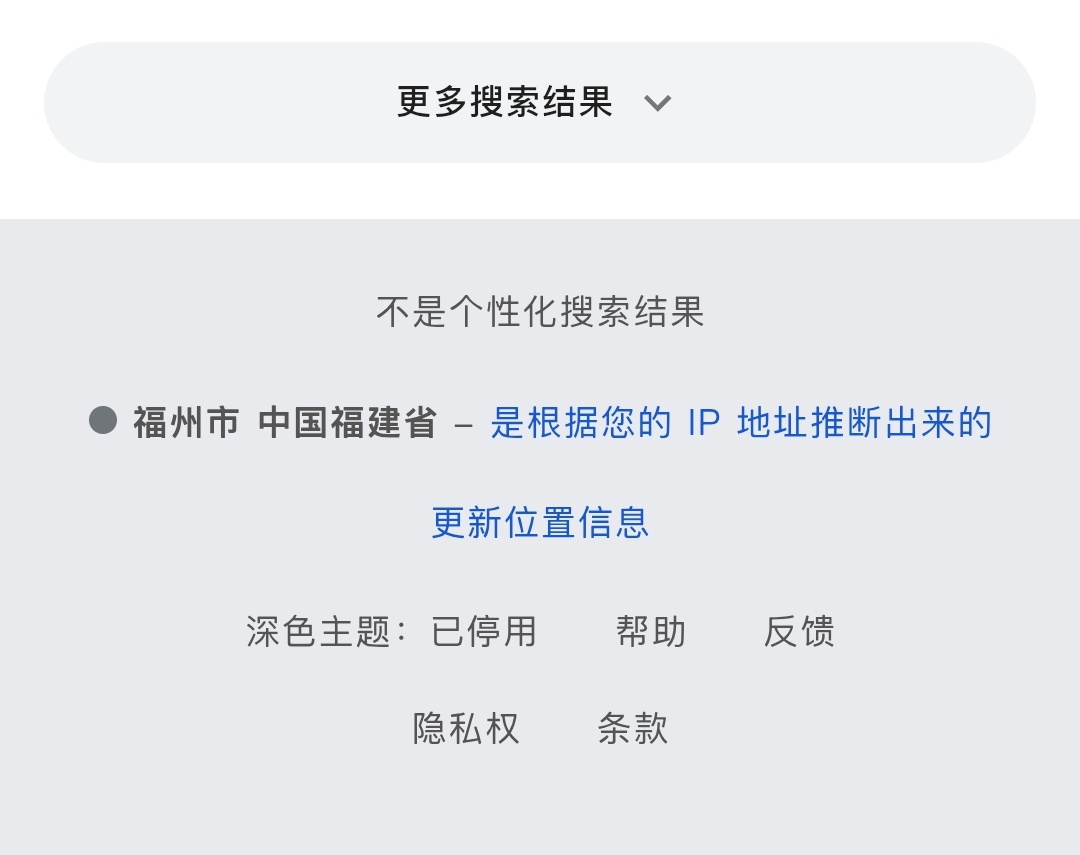 更多搜索结果
不是个性化搜索结果
福州市 中国福建省 – 是根据您的 IP 地址推断出来的
更新位置信息
深色主题：已停用 帮助 反馈
隐私权 条款